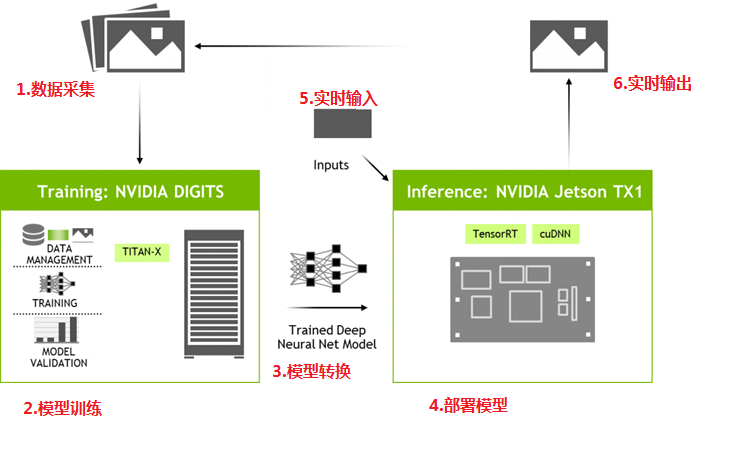 1.数据采集
5.实时输入
6.实时输出
Inputs
Training: NVIDIA DIGITS
Inference: NVIDIA Jetson TX1
DATA
MANAGEMENT
TITAN-X
TRAINING
MODEL
VALIDATION
Trained Deep
Neural Net Model
TensorRT
cuDNN
2.模型训练
3.模型转换
4.部署模型